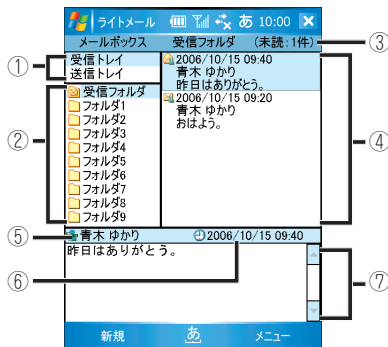 ライトメール あ 10:00
メールボックス 受信フォルダ (未読:1件)
受信トレイ
送信トレイ
受信フォルダ
フォルダ1
フォルダ2
フォルダ3
フォルダ4
フォルダ5
フォルダ6
フォルダ7
フォルダ8
フォルダ9
2006/10/15 09:40
青木 ゆかり
昨日はありがとう。
2006/10/15 09:20
青木 ゆかり
おはよう。
青木 ゆかり 2006/10/15 09:40
昨日はありがとう。
新規 あ メニュー
①
②
③
④
⑤
⑥
⑦